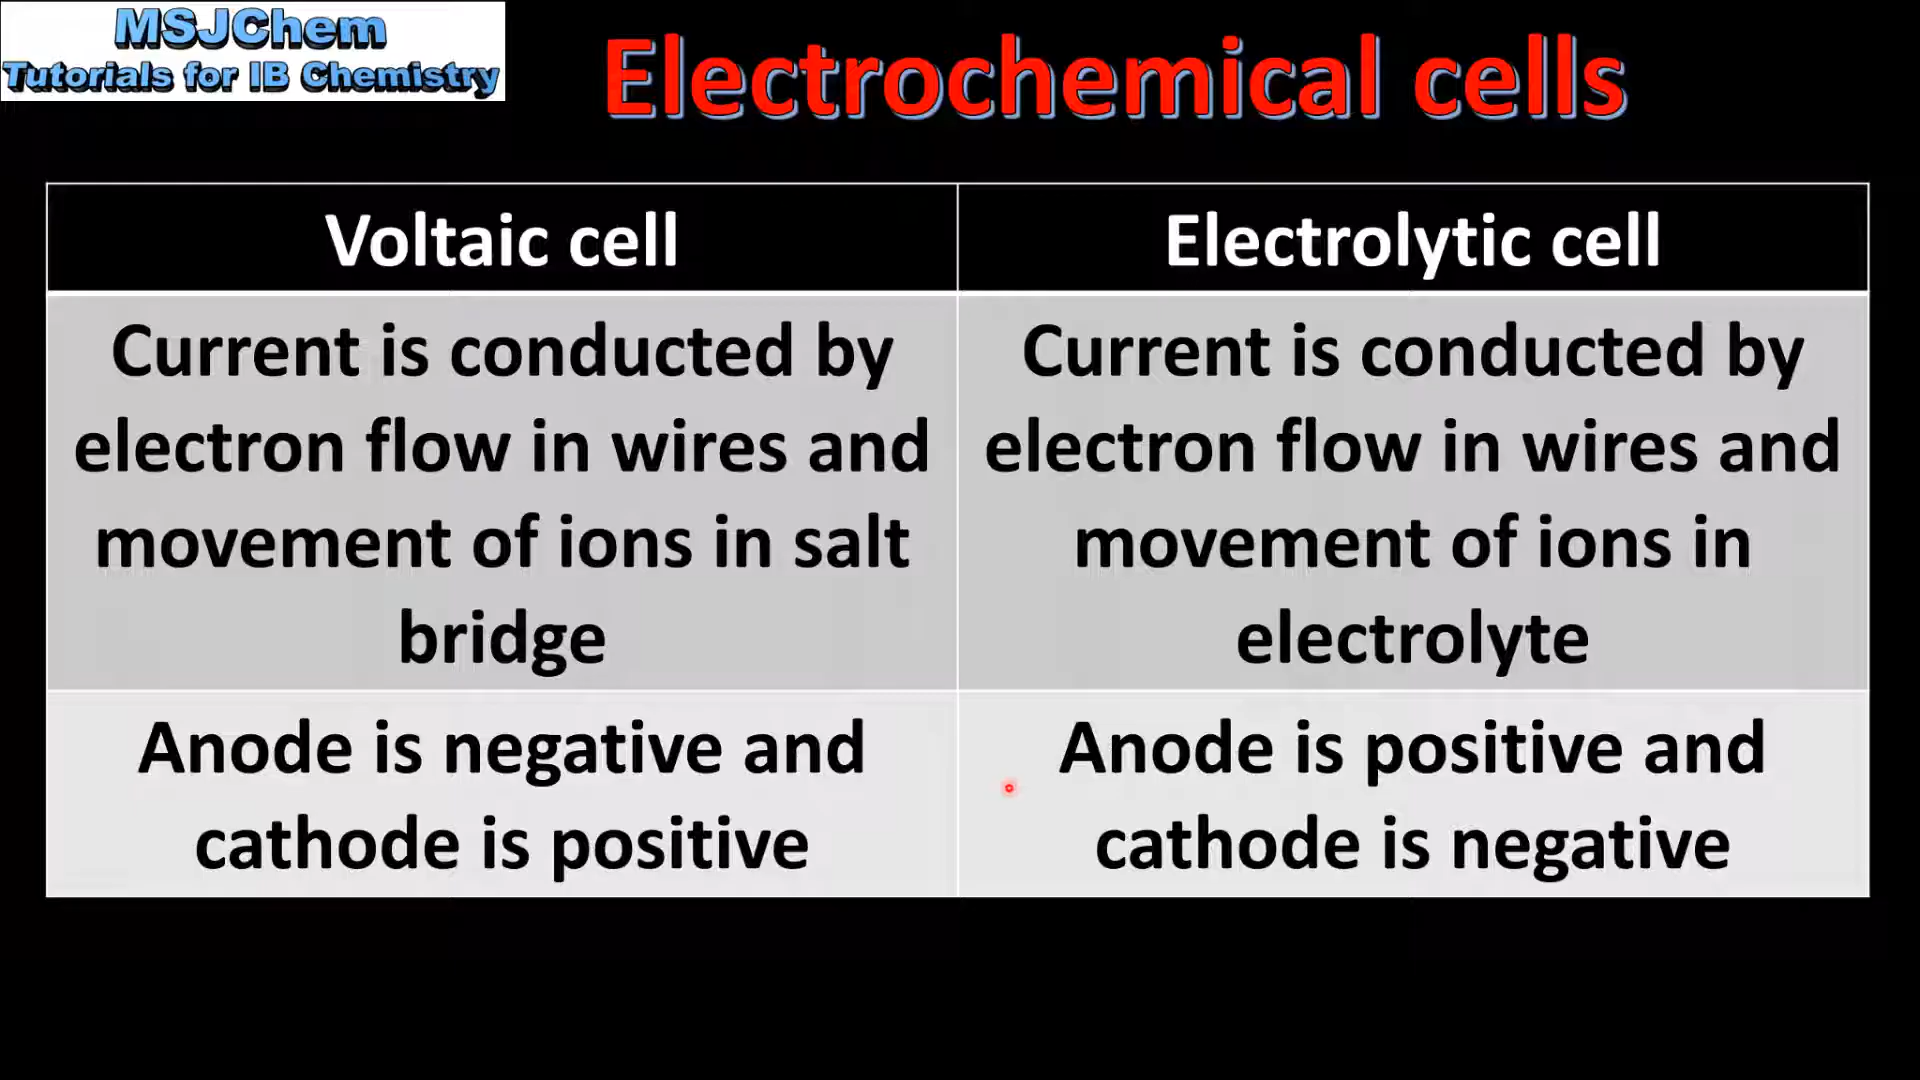 MSJChem
Tutorials for IB Chemistry
Electrochemical cells
Voltaic cell
Electrolytic cell
Current is conducted by
electron flow in wires and
movement of ions in salt
bridge
Current is conducted by
electron flow in wires and
movement of ions in
electrolyte
Anode is negative and
cathode is positive
Anode is positive and
cathode is negative